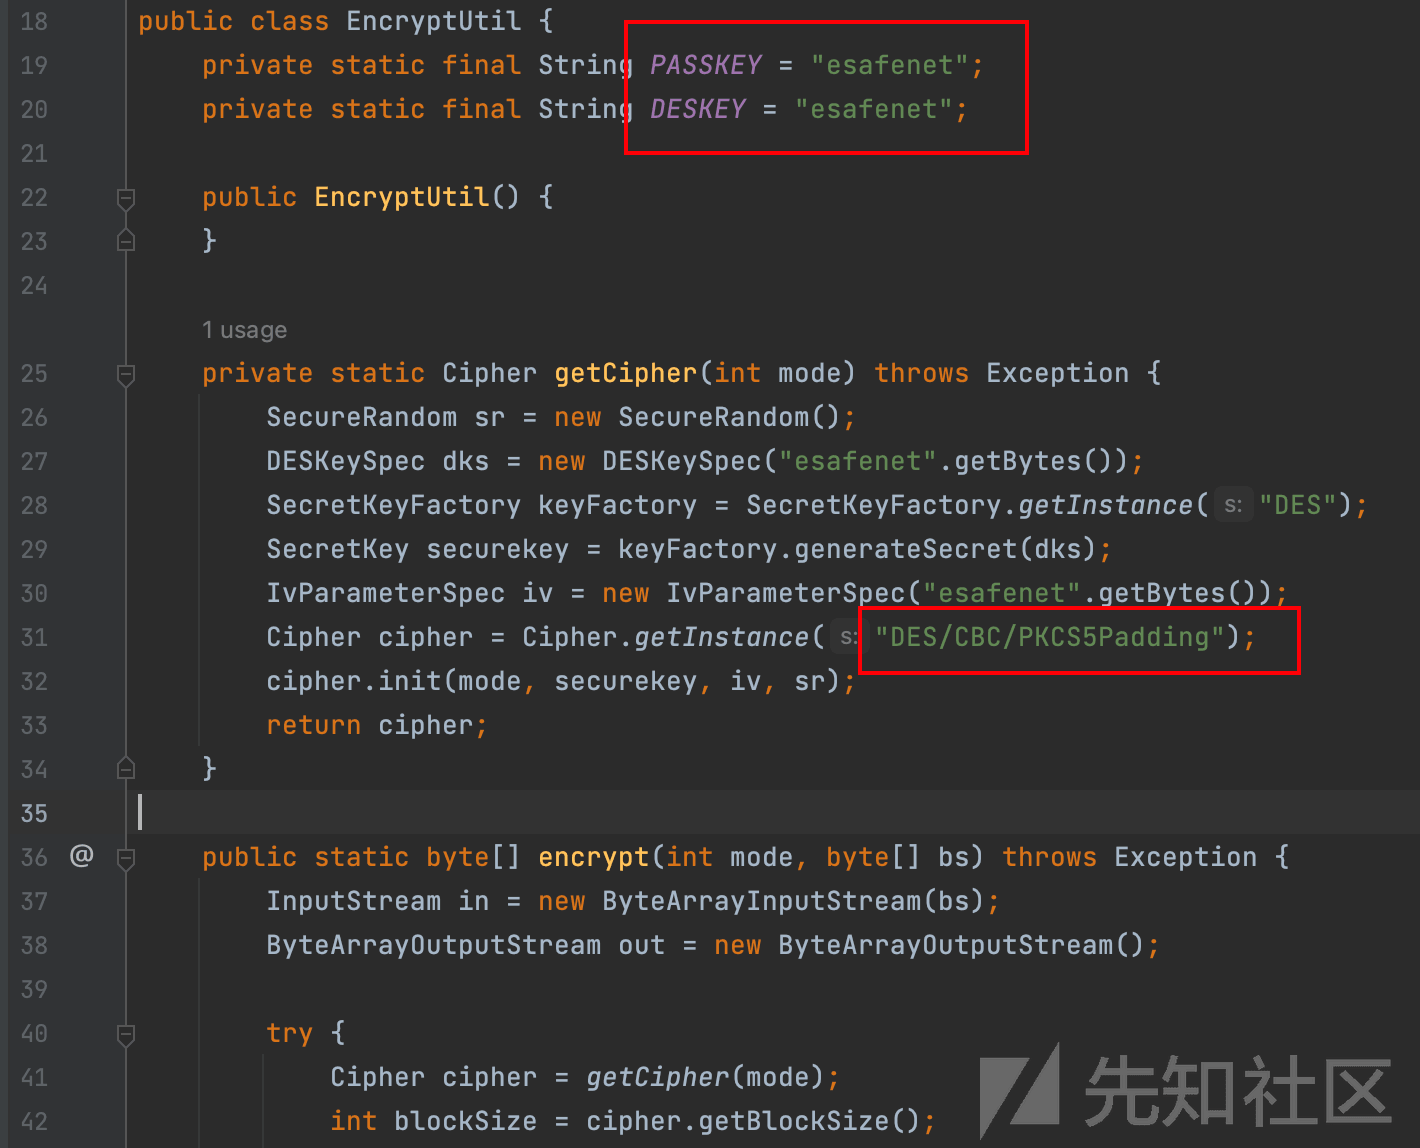 18 public class EncryptUtil {
19 private static final String PASSKEY = "esafenet";
20 private static final String DESKEY = "esafenet";
21
22 public EncryptUtil() {
23 }
24
1 usage
25 private static Cipher getCipher(int mode) throws Exception {
26 SecureRandom sr = new SecureRandom();
27 DESKeySpec dks = new DESKeySpec("esafenet".getBytes());
28 SecretKeyFactory keyFactory = SecretKeyFactory.getInstance( s: "DES");
29 SecretKey securekey = keyFactory.generateSecret(dks);
30 IvParameterSpec iv = new IvParameterSpec("esafenet".getBytes());
31 Cipher cipher = Cipher.getInstance( s: "DES/CBC/PKCS5Padding");
32 cipher.init(mode, securekey, iv, sr);
33 return cipher;
34 }
35
36 @ public static byte[] encrypt(int mode, byte[] bs) throws Exception {
37 InputStream in = new ByteArrayInputStream(bs);
38 ByteArrayOutputStream out = new ByteArrayOutputStream();
39
40 try {
41 Cipher cipher = getCipher(mode);
42 int blockSize = cipher.getBlockSize();
先知社区